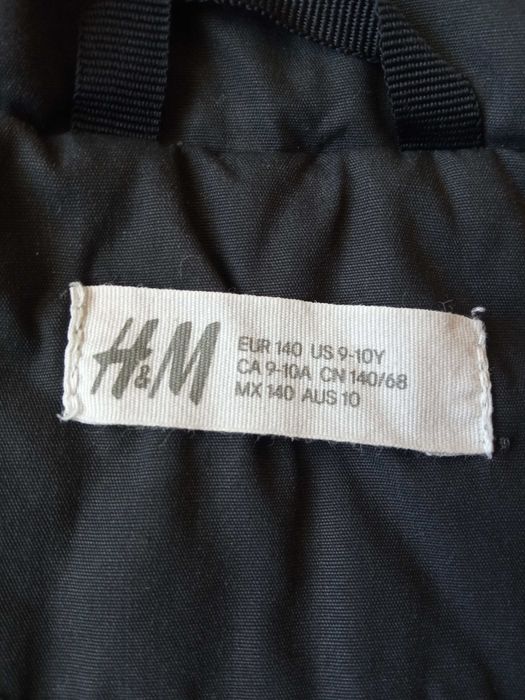 H&M
EUR 140 US 9-10Y
CA 9-10A CN 140/68
MX 140 AUS 10